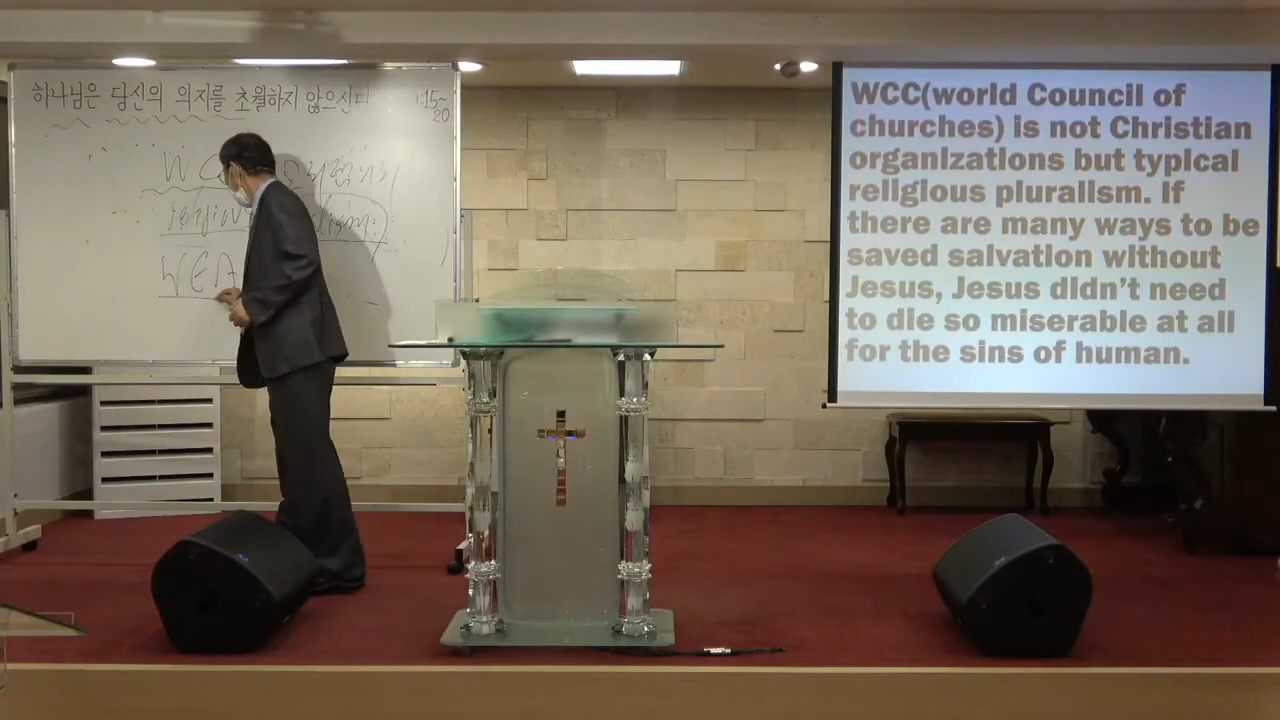 하나님은 당신의 의지를 초월하지 않으신다 1:15~
20
W C
WEA
WCC(world Council of
churches) is not Christian
organizations but typical
religious pluralism. If
there are many ways to be
saved salvation without
Jesus, Jesus didn't need
to die so miserable at all
for the sins of human.